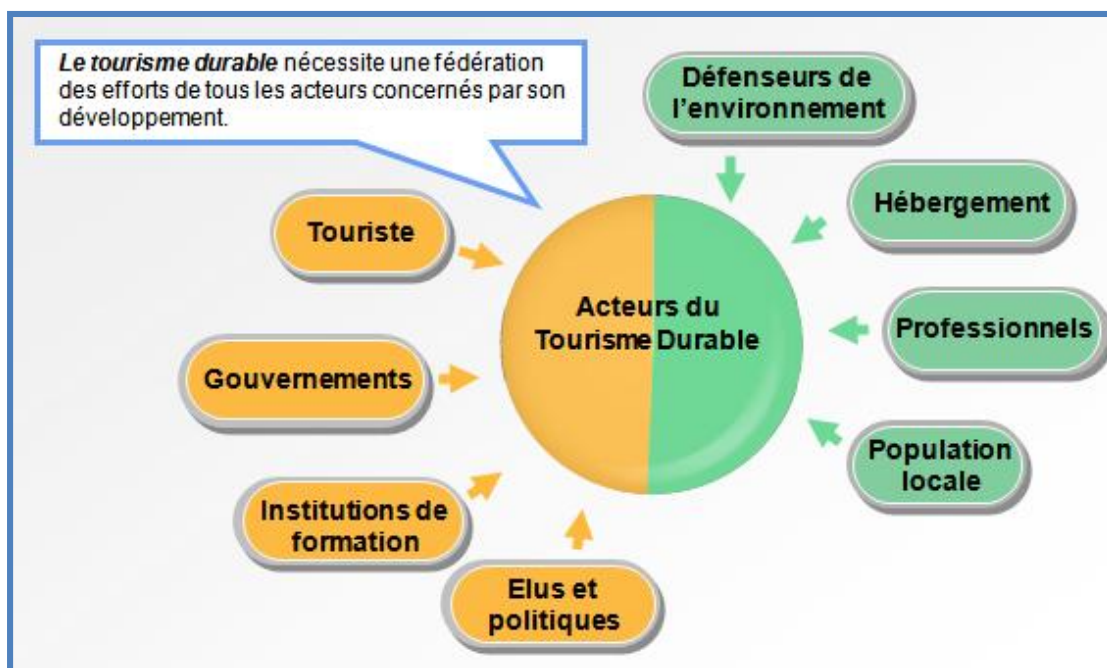 Le tourisme durable nécessite une fédération
des efforts de tous les acteurs concernés par son
développement.
Défenseurs de
l'environnement
Hébergement
Touriste
Acteurs du
Tourisme Durable
Professionnels
Gouvernements
Population
locale
Institutions de
formation
Elus et
politiques